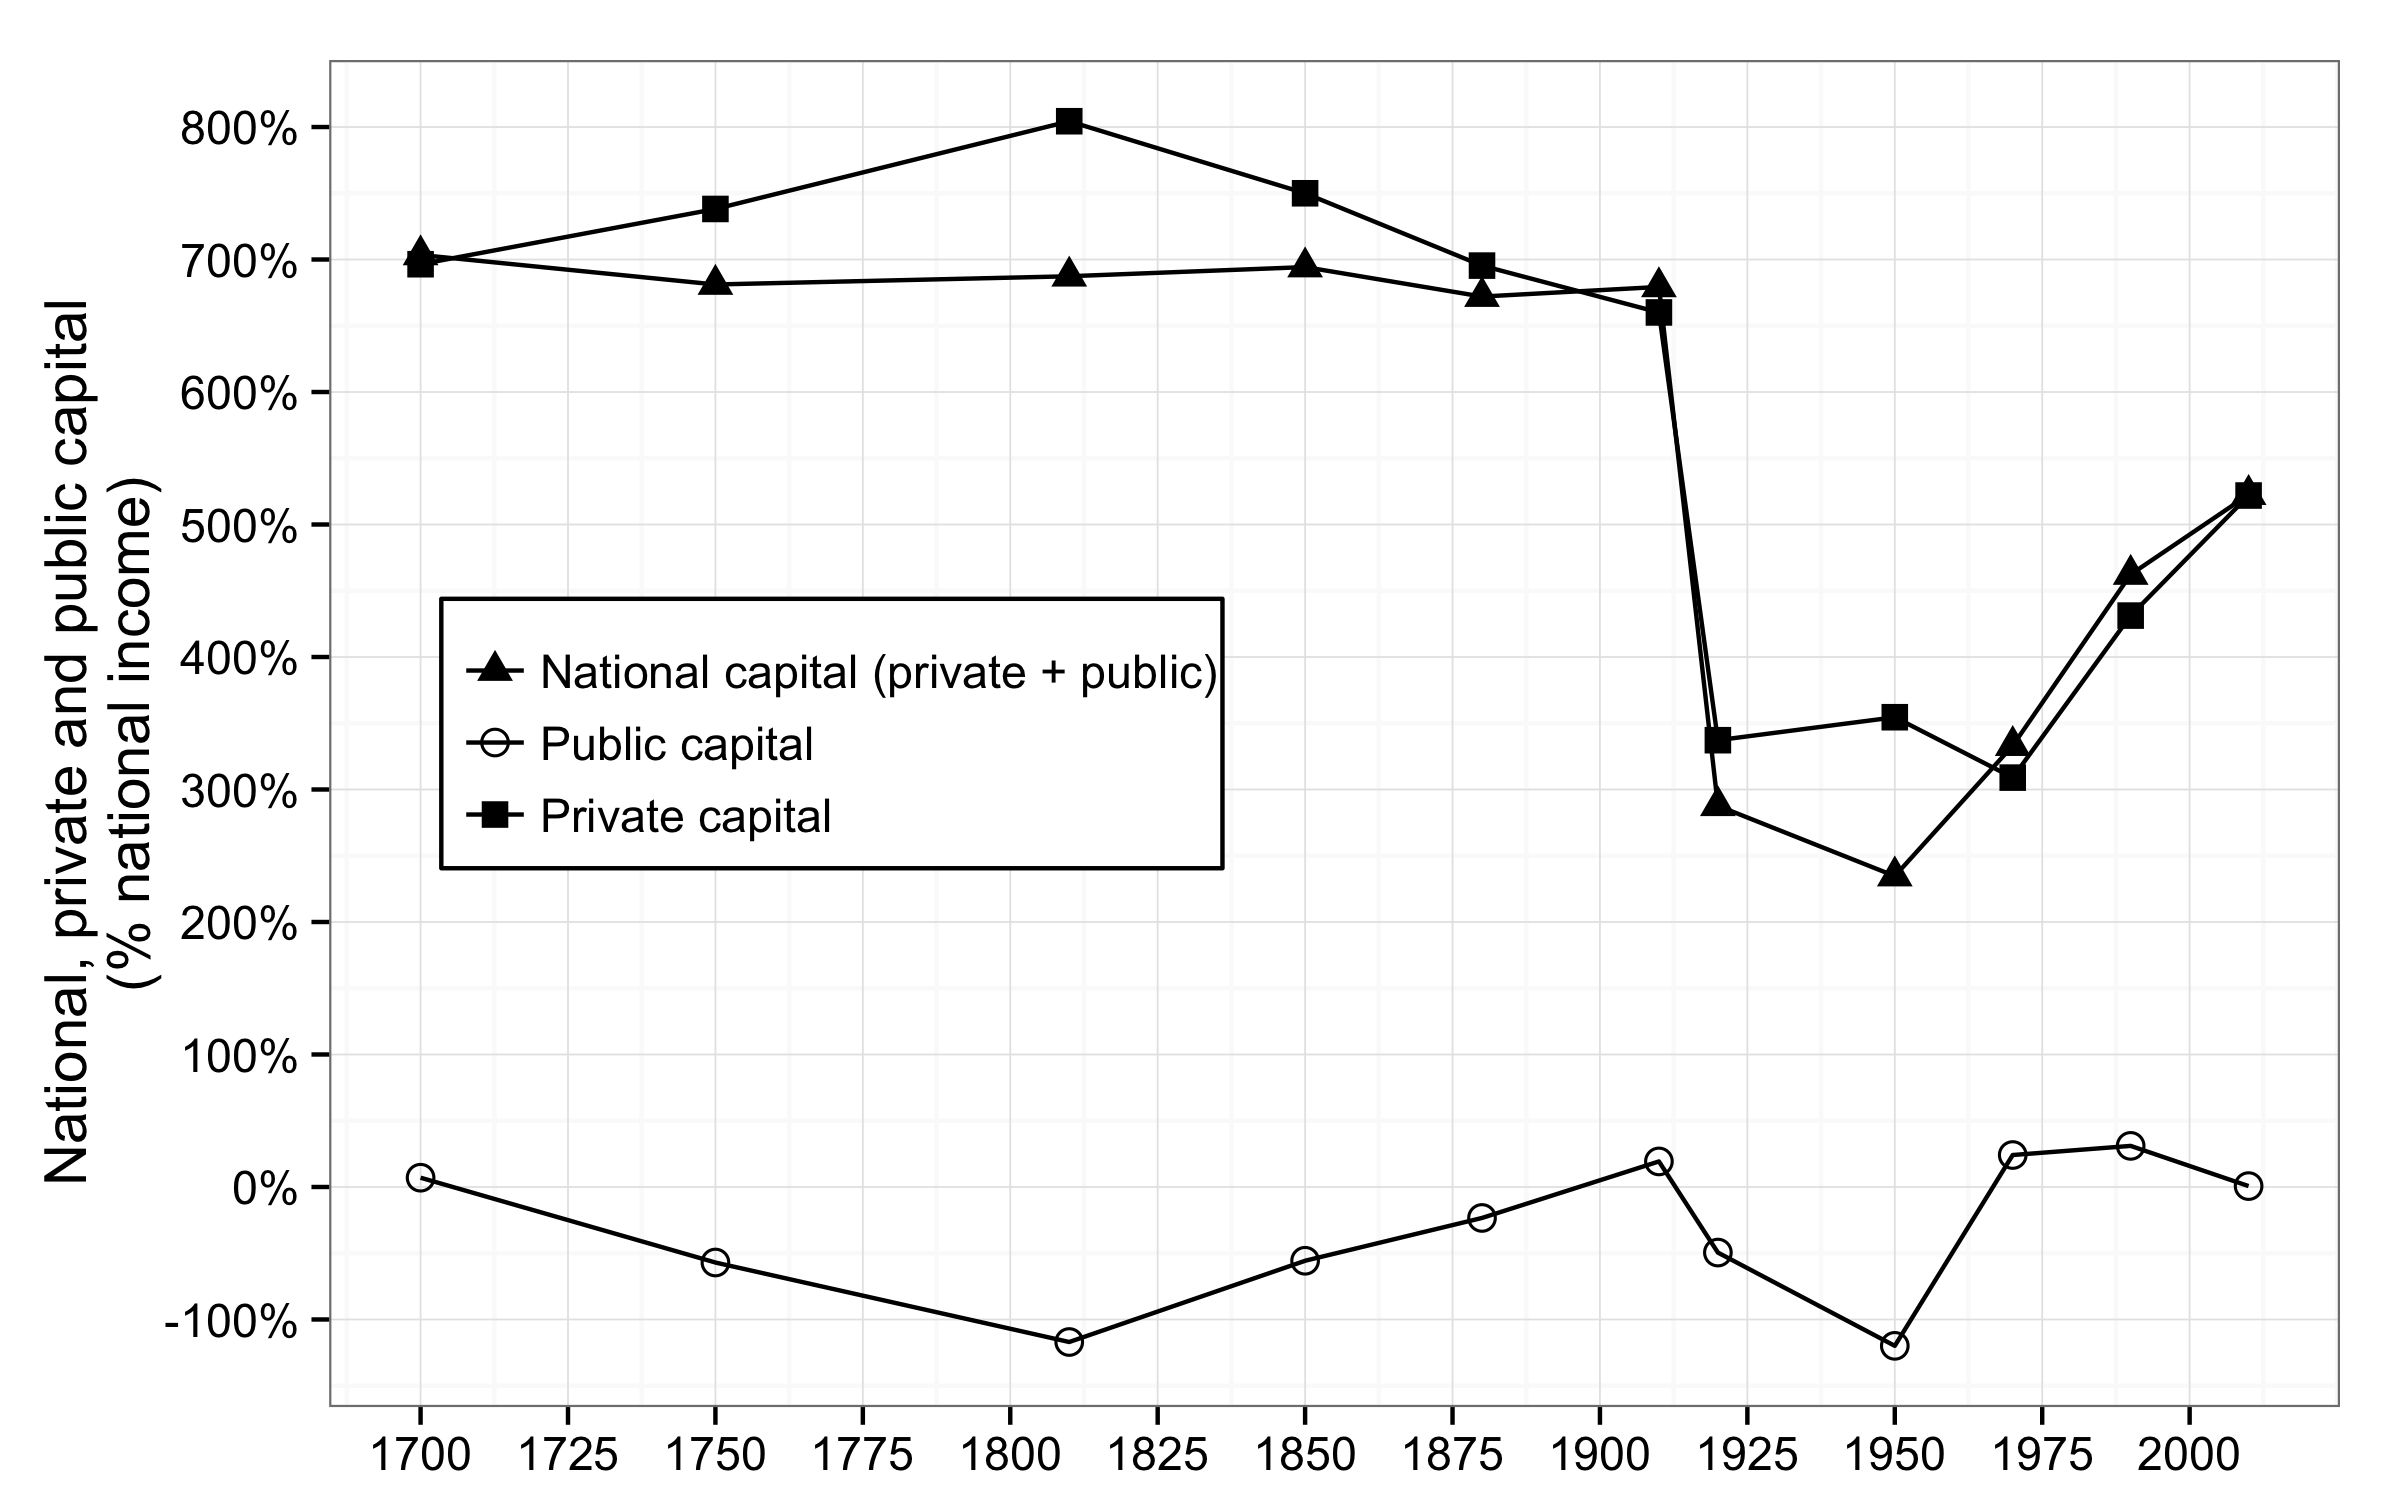 National, private and public capital
(% national income)
800%
700%
600%
500%
400%
300%
200%
100%
0%
-100%
National capital (private + public)
Public capital
Private capital
1700 1725 1750 1775 1800 1825 1850 1875 1900 1925 1950 1975 2000